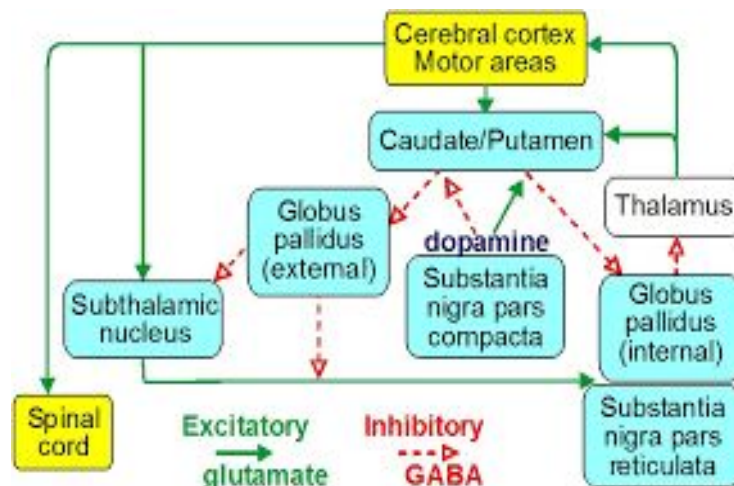 Cerebral cortex
Motor areas
Caudate/Putamen
Thalamus
Globus
pallidus
(external)
dopamine
Substantia
nigra pars
compacta
Subthalamic
nucleus
Globus
pallidus
(internal)
Substantia
nigra pars
reticulata
Spinal
cord
Excitatory
glutamate
Inhibitory
GABA